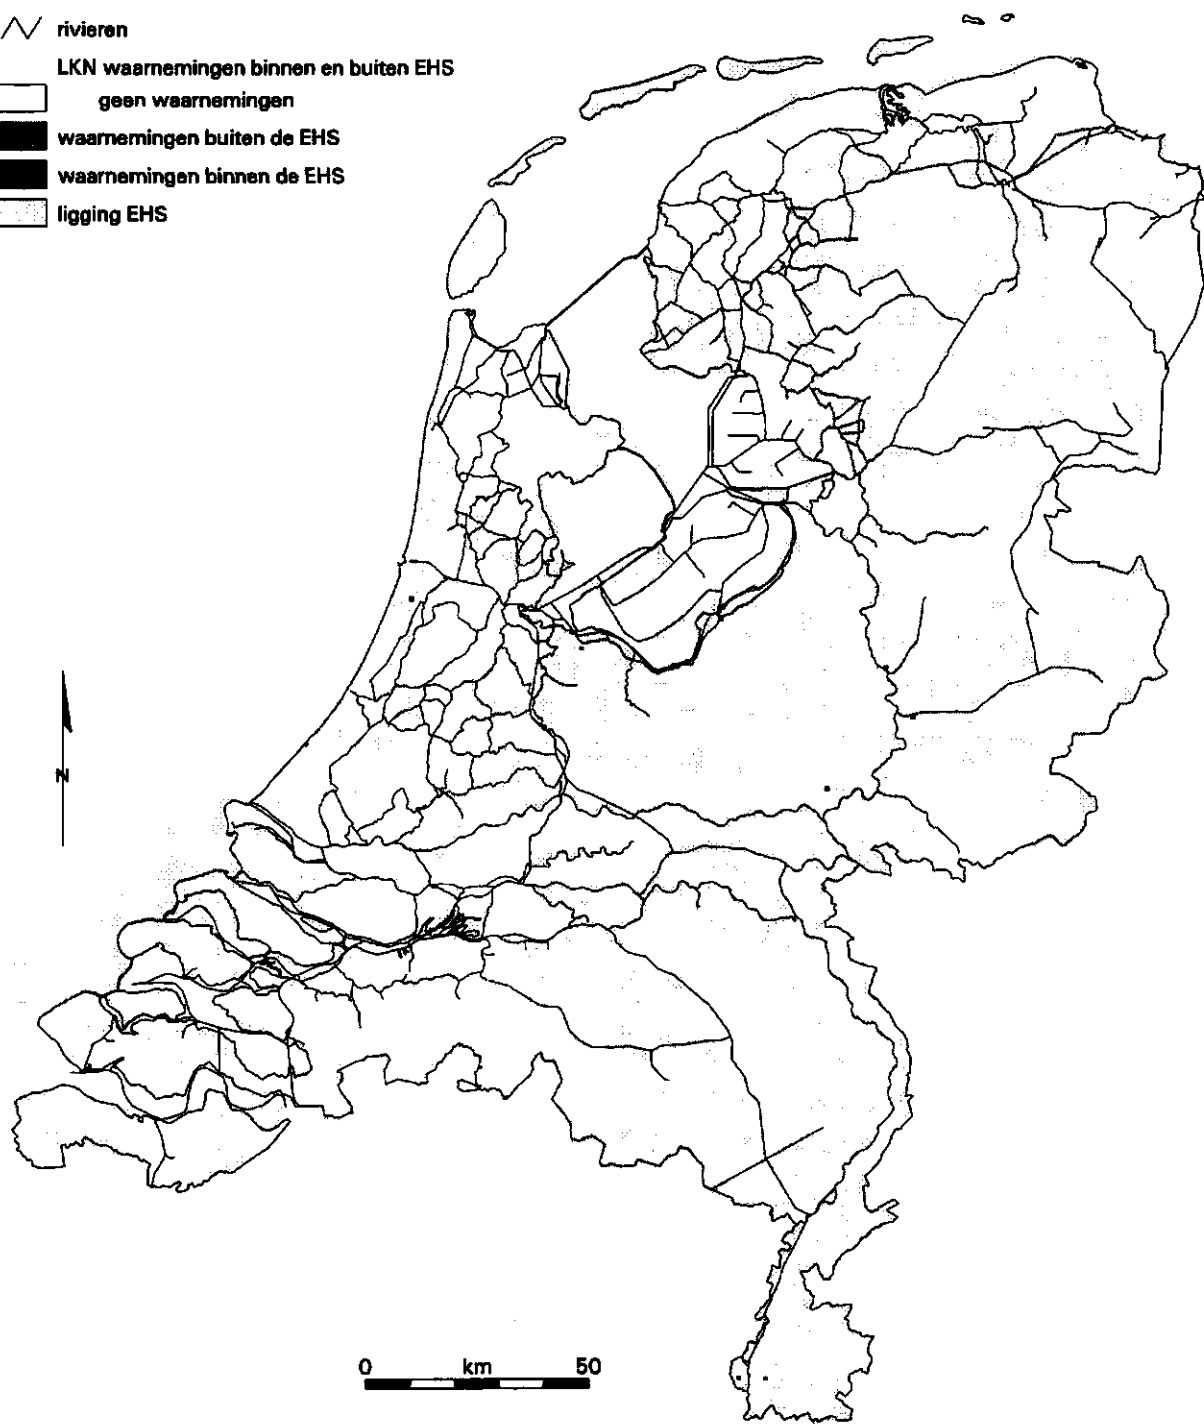 rivieren
LKN waarnemingen binnen en buiten EHS
geen waarnemingen
waarnemingen buiten de EHS
waarnemingen binnen de EHS
ligging EHS
N
0 km 50